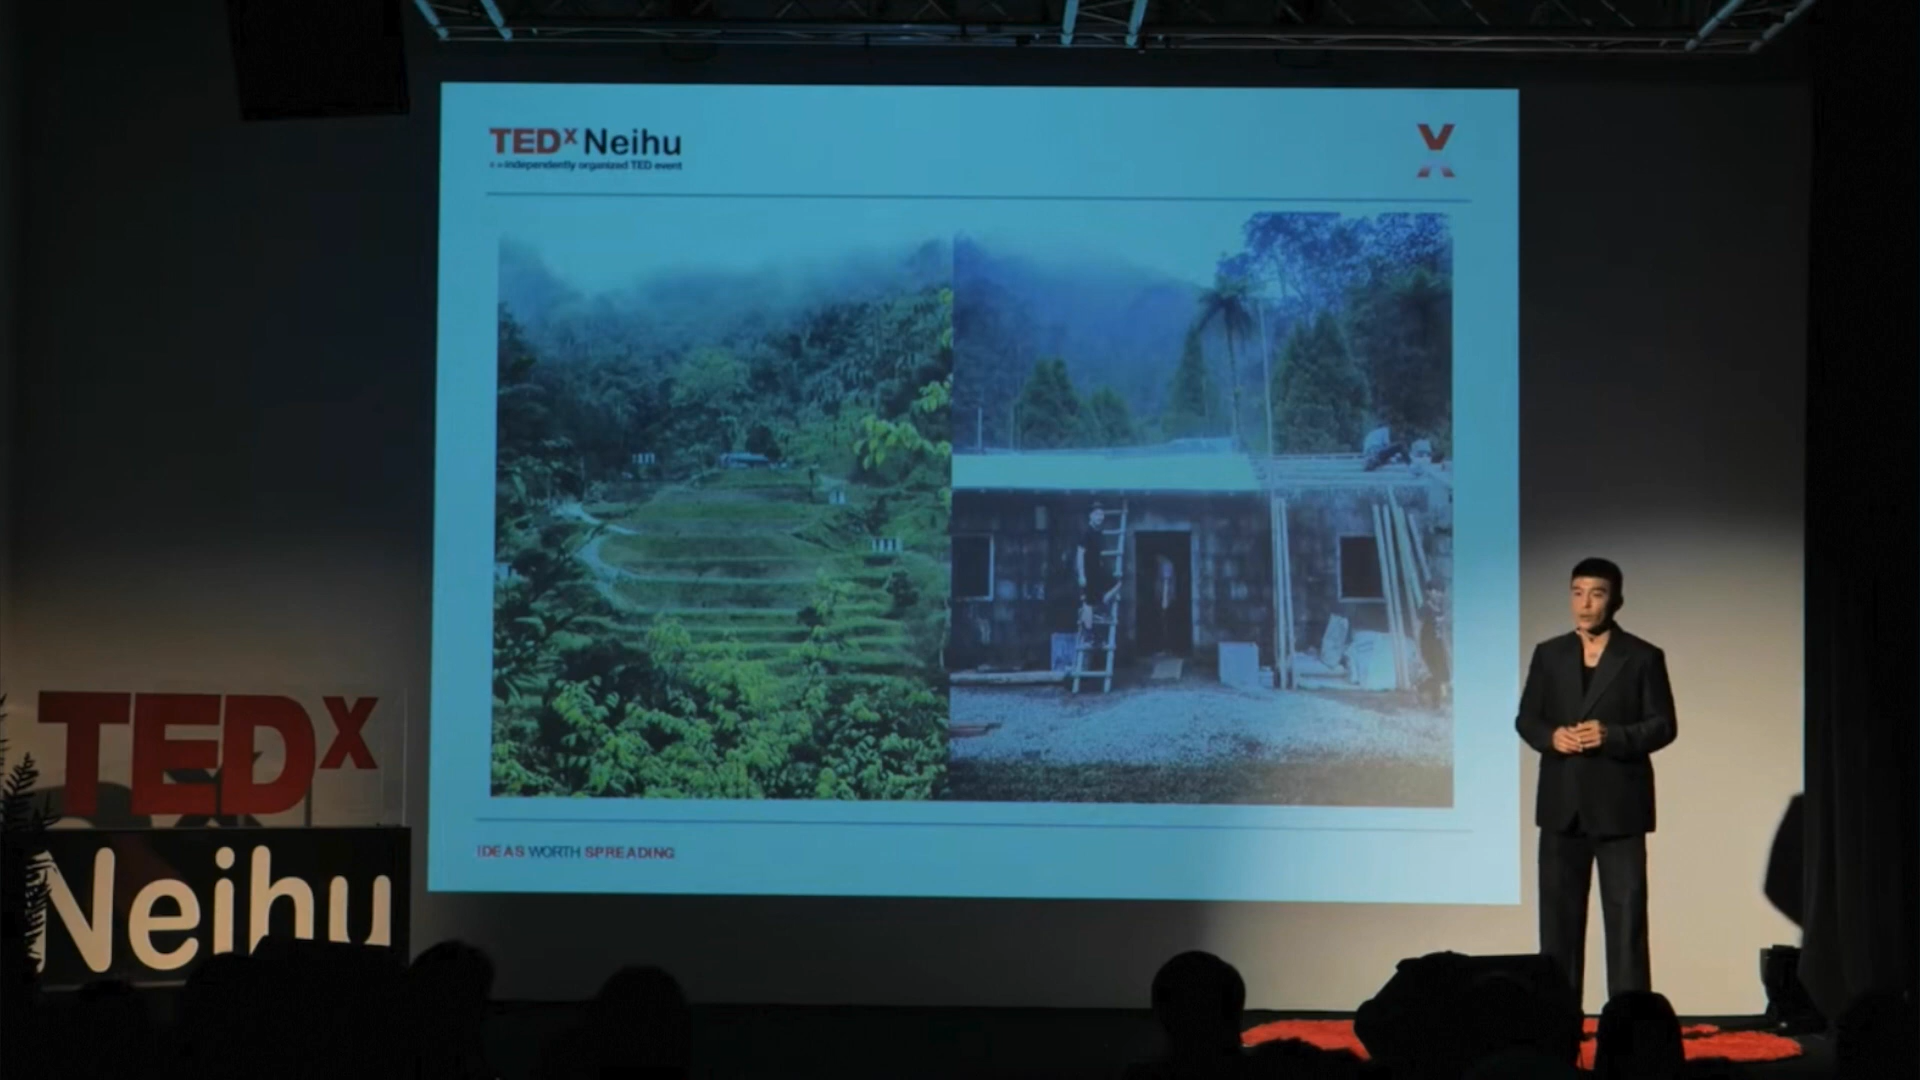 TEDx Neihu
x = independently organized TED event
X
IDEAS WORTH SPREADING
TEDx
Neihu